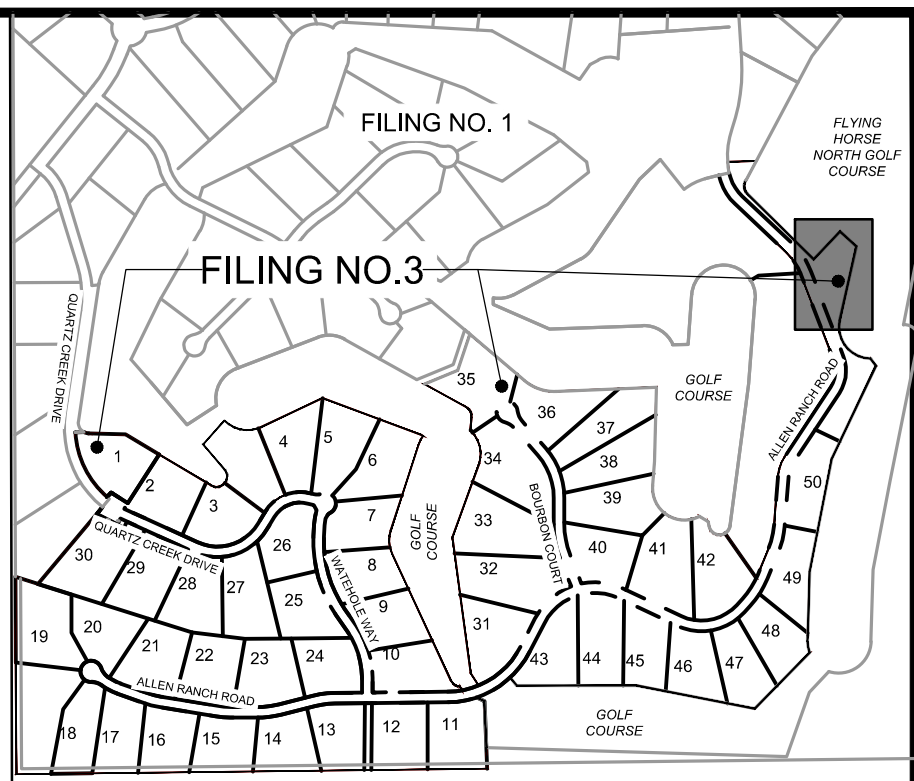 FILING NO. 1
FLYING
HORSE
NORTH GOLF
COURSE
FILING NO.3
QUARTZ CREEK DRIVE
GOLF
COURSE
ALLEN RANCH ROAD
35
36
37
38
39
34
33
32
31
BOURBON COURT
40
41
42
50
49
48
47
46
45
44
43
1
2
3
4
5
6
7
8
9
10
GOLF
COURSE
WATEHOLE WAY
QUARTZ CREEK DRIVE
30
29
28
27
26
25
19
20
21
22
23
24
ALLEN RANCH ROAD
18
17
16
15
14
13
12
11
GOLF
COURSE